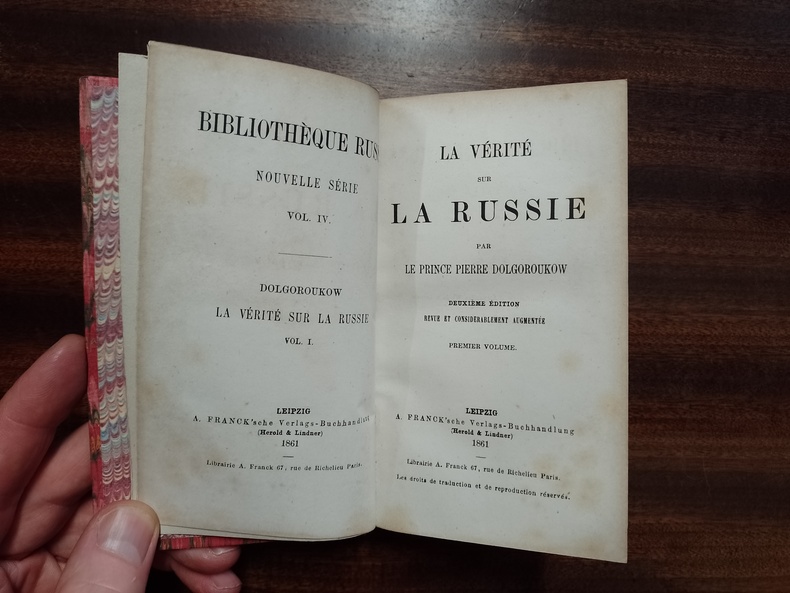 BIBLIOTHÈQUE RUS
NOUVELLE SÉRIE
VOL. IV.
DOLGOROUKOW
LA VÉRITÉ SUR LA RUSSIE
VOL. I.
LEIPZIG
A. FRANCK'sche Verlags-Buchhandlung
(Herold & Lindner)
1861
Librairie A. Franck 67, rue de Richelieu Paris.
LA VÉRITÉ
SUR
LA RUSSIE
PAR
LE PRINCE PIERRE DOLGOROUKOW
DEUXIÈME ÉDITION
REVUE ET CONSIDERABLEMENT AUGMENTÉE
PREMIER VOLUME.
LEIPZIG
A. FRANCK'sche Verlags-Buchhandlung
(Herold & Lindner)
1861
Librairie A. Franck 67, rue de Richelieu Paris.
Les droits de traduction et de reproduction réservés.